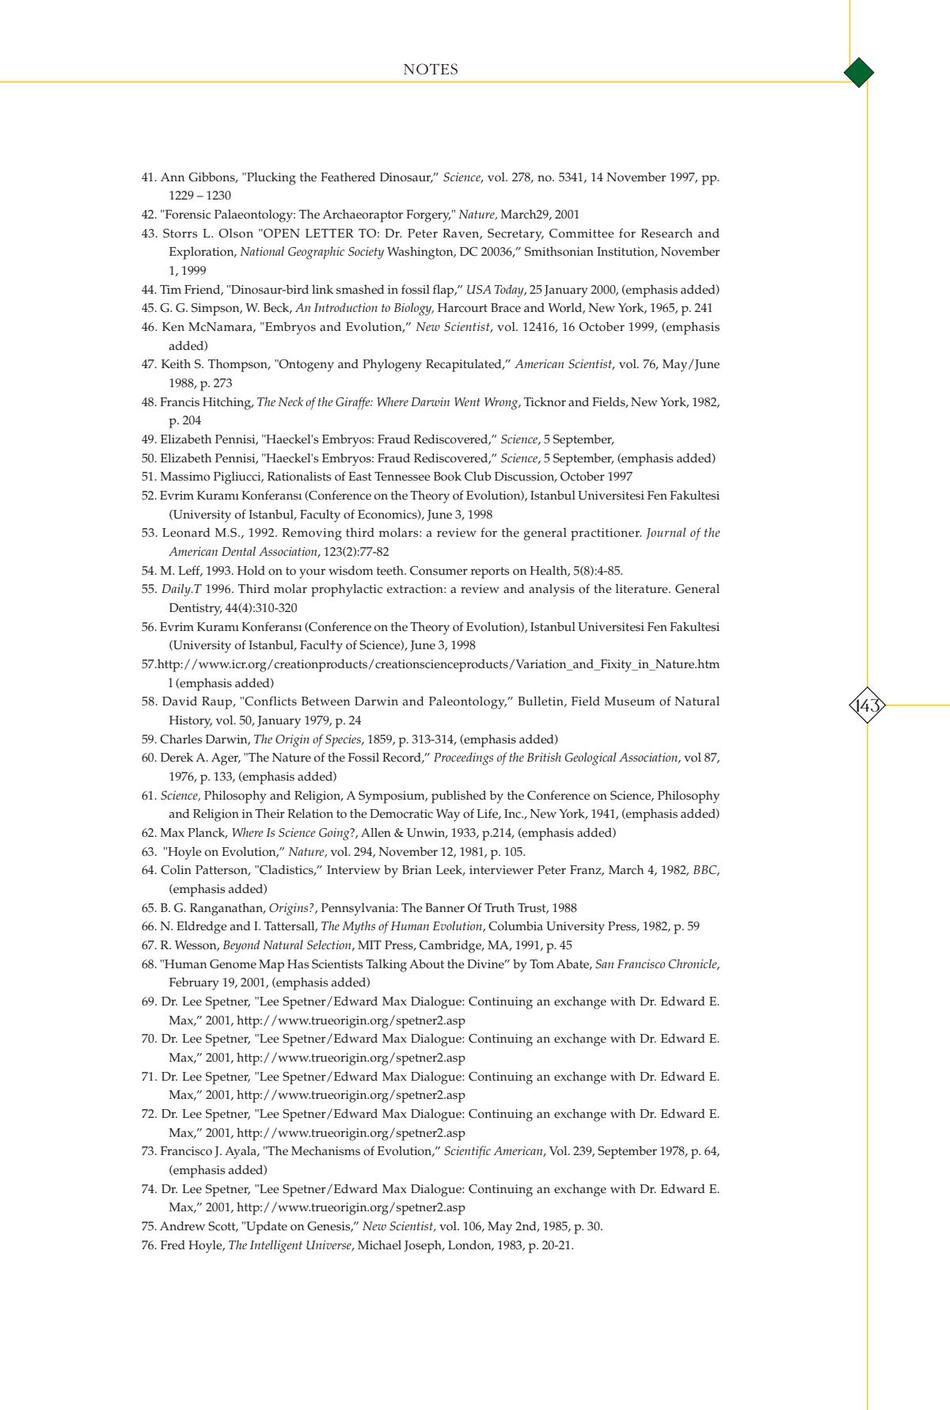 NOTES
41. Ann Gibbons, "Plucking the Feathered Dinosaur,” Science, vol. 278, no. 5341, 14 November 1997, pp.
1229 – 1230
42. "Forensic Palaeontology: The Archaeoraptor Forgery," Nature, March29, 2001
43. Storrs L. Olson "OPEN LETTER TO: Dr. Peter Raven, Secretary, Committee for Research and
Exploration, National Geographic Society Washington, DC 20036,” Smithsonian Institution, November
1, 1999
44. Tim Friend, "Dinosaur-bird link smashed in fossil flap,” USA Today, 25 January 2000, (emphasis added)
45. G. G. Simpson, W. Beck, An Introduction to Biology, Harcourt Brace and World, New York, 1965, p. 241
46. Ken McNamara, "Embryos and Evolution,” New Scientist, vol. 12416, 16 October 1999, (emphasis
added)
47. Keith S. Thompson, "Ontogeny and Phylogeny Recapitulated,” American Scientist, vol. 76, May/June
1988, p. 273
48. Francis Hitching, The Neck of the Giraffe: Where Darwin Went Wrong, Ticknor and Fields, New York, 1982,
p. 204
49. Elizabeth Pennisi, "Haeckel's Embryos: Fraud Rediscovered,” Science, 5 September,
50. Elizabeth Pennisi, "Haeckel's Embryos: Fraud Rediscovered,” Science, 5 September, (emphasis added)
51. Massimo Pigliucci, Rationalists of East Tennessee Book Club Discussion, October 1997
52. Evrim Kuramı Konferansı (Conference on the Theory of Evolution), Istanbul Universitesi Fen Fakultesi
(University of Istanbul, Faculty of Economics), June 3, 1998
53. Leonard M.S., 1992. Removing third molars: a review for the general practitioner. Journal of the
American Dental Association, 123(2):77-82
54. M. Leff, 1993. Hold on to your wisdom teeth. Consumer reports on Health, 5(8):4-85.
55. Daily.T 1996. Third molar prophylactic extraction: a review and analysis of the literature. General
Dentistry, 44(4):310-320
56. Evrim Kuramı Konferansı (Conference on the Theory of Evolution), Istanbul Universitesi Fen Fakultesi
(University of Istanbul, Facul†y of Science), June 3, 1998
57.http://www.icr.org/creationproducts/creationscienceproducts/Variation_and_Fixity_in_Nature.htm
l (emphasis added)
58. David Raup, "Conflicts Between Darwin and Paleontology,” Bulletin, Field Museum of Natural
History, vol. 50, January 1979, p. 24
59. Charles Darwin, The Origin of Species, 1859, p. 313-314, (emphasis added)
60. Derek A. Ager, "The Nature of the Fossil Record,” Proceedings of the British Geological Association, vol 87,
1976, p. 133, (emphasis added)
61. Science, Philosophy and Religion, A Symposium, published by the Conference on Science, Philosophy
and Religion in Their Relation to the Democratic Way of Life, Inc., New York, 1941, (emphasis added)
62. Max Planck, Where Is Science Going?, Allen & Unwin, 1933, p.214, (emphasis added)
63. "Hoyle on Evolution,” Nature, vol. 294, November 12, 1981, p. 105.
64. Colin Patterson, "Cladistics,” Interview by Brian Leek, interviewer Peter Franz, March 4, 1982, BBC,
(emphasis added)
65. B. G. Ranganathan, Origins?, Pennsylvania: The Banner Of Truth Trust, 1988
66. N. Eldredge and I. Tattersall, The Myths of Human Evolution, Columbia University Press, 1982, p. 59
67. R. Wesson, Beyond Natural Selection, MIT Press, Cambridge, MA, 1991, p. 45
68. "Human Genome Map Has Scientists Talking About the Divine” by Tom Abate, San Francisco Chronicle,
February 19, 2001, (emphasis added)
69. Dr. Lee Spetner, "Lee Spetner/Edward Max Dialogue: Continuing an exchange with Dr. Edward E.
Max,” 2001, http://www.trueorigin.org/spetner2.asp
70. Dr. Lee Spetner, "Lee Spetner/Edward Max Dialogue: Continuing an exchange with Dr. Edward E.
Max,” 2001, http://www.trueorigin.org/spetner2.asp
71. Dr. Lee Spetner, "Lee Spetner/Edward Max Dialogue: Continuing an exchange with Dr. Edward E.
Max,” 2001, http://www.trueorigin.org/spetner2.asp
72. Dr. Lee Spetner, "Lee Spetner/Edward Max Dialogue: Continuing an exchange with Dr. Edward E.
Max,” 2001, http://www.trueorigin.org/spetner2.asp
73. Francisco J. Ayala, "The Mechanisms of Evolution,” Scientific American, Vol. 239, September 1978, p. 64,
(emphasis added)
74. Dr. Lee Spetner, "Lee Spetner/Edward Max Dialogue: Continuing an exchange with Dr. Edward E.
Max,” 2001, http://www.trueorigin.org/spetner2.asp
75. Andrew Scott, "Update on Genesis,” New Scientist, vol. 106, May 2nd, 1985, p. 30.
76. Fred Hoyle, The Intelligent Universe, Michael Joseph, London, 1983, p. 20-21.
143